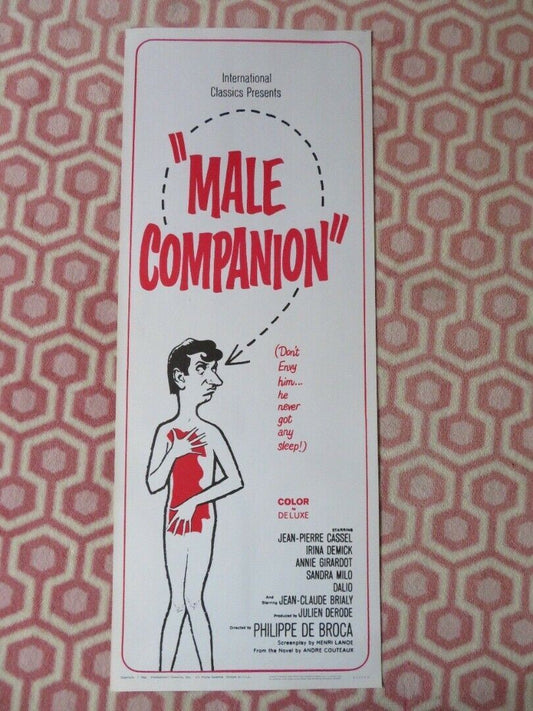 International
Classics Presents
"MALE
COMPANION"
(Don't
Envy
him...
he
never
got
any
sleep!)
COLOR
by
DELUXE
STARRING
JEAN-PIERRE CASSEL
IRINA DEMICK
ANNIE GIRARDOT
SANDRA MILO
DALIO
And
Starring JEAN-CLAUDE BRIALY
Produced by JULIEN DERODE
Directed by PHILIPPE DE BROCA
Screenplay by HENRI LANOE
From the Novel by ANDRE COUTEAUX